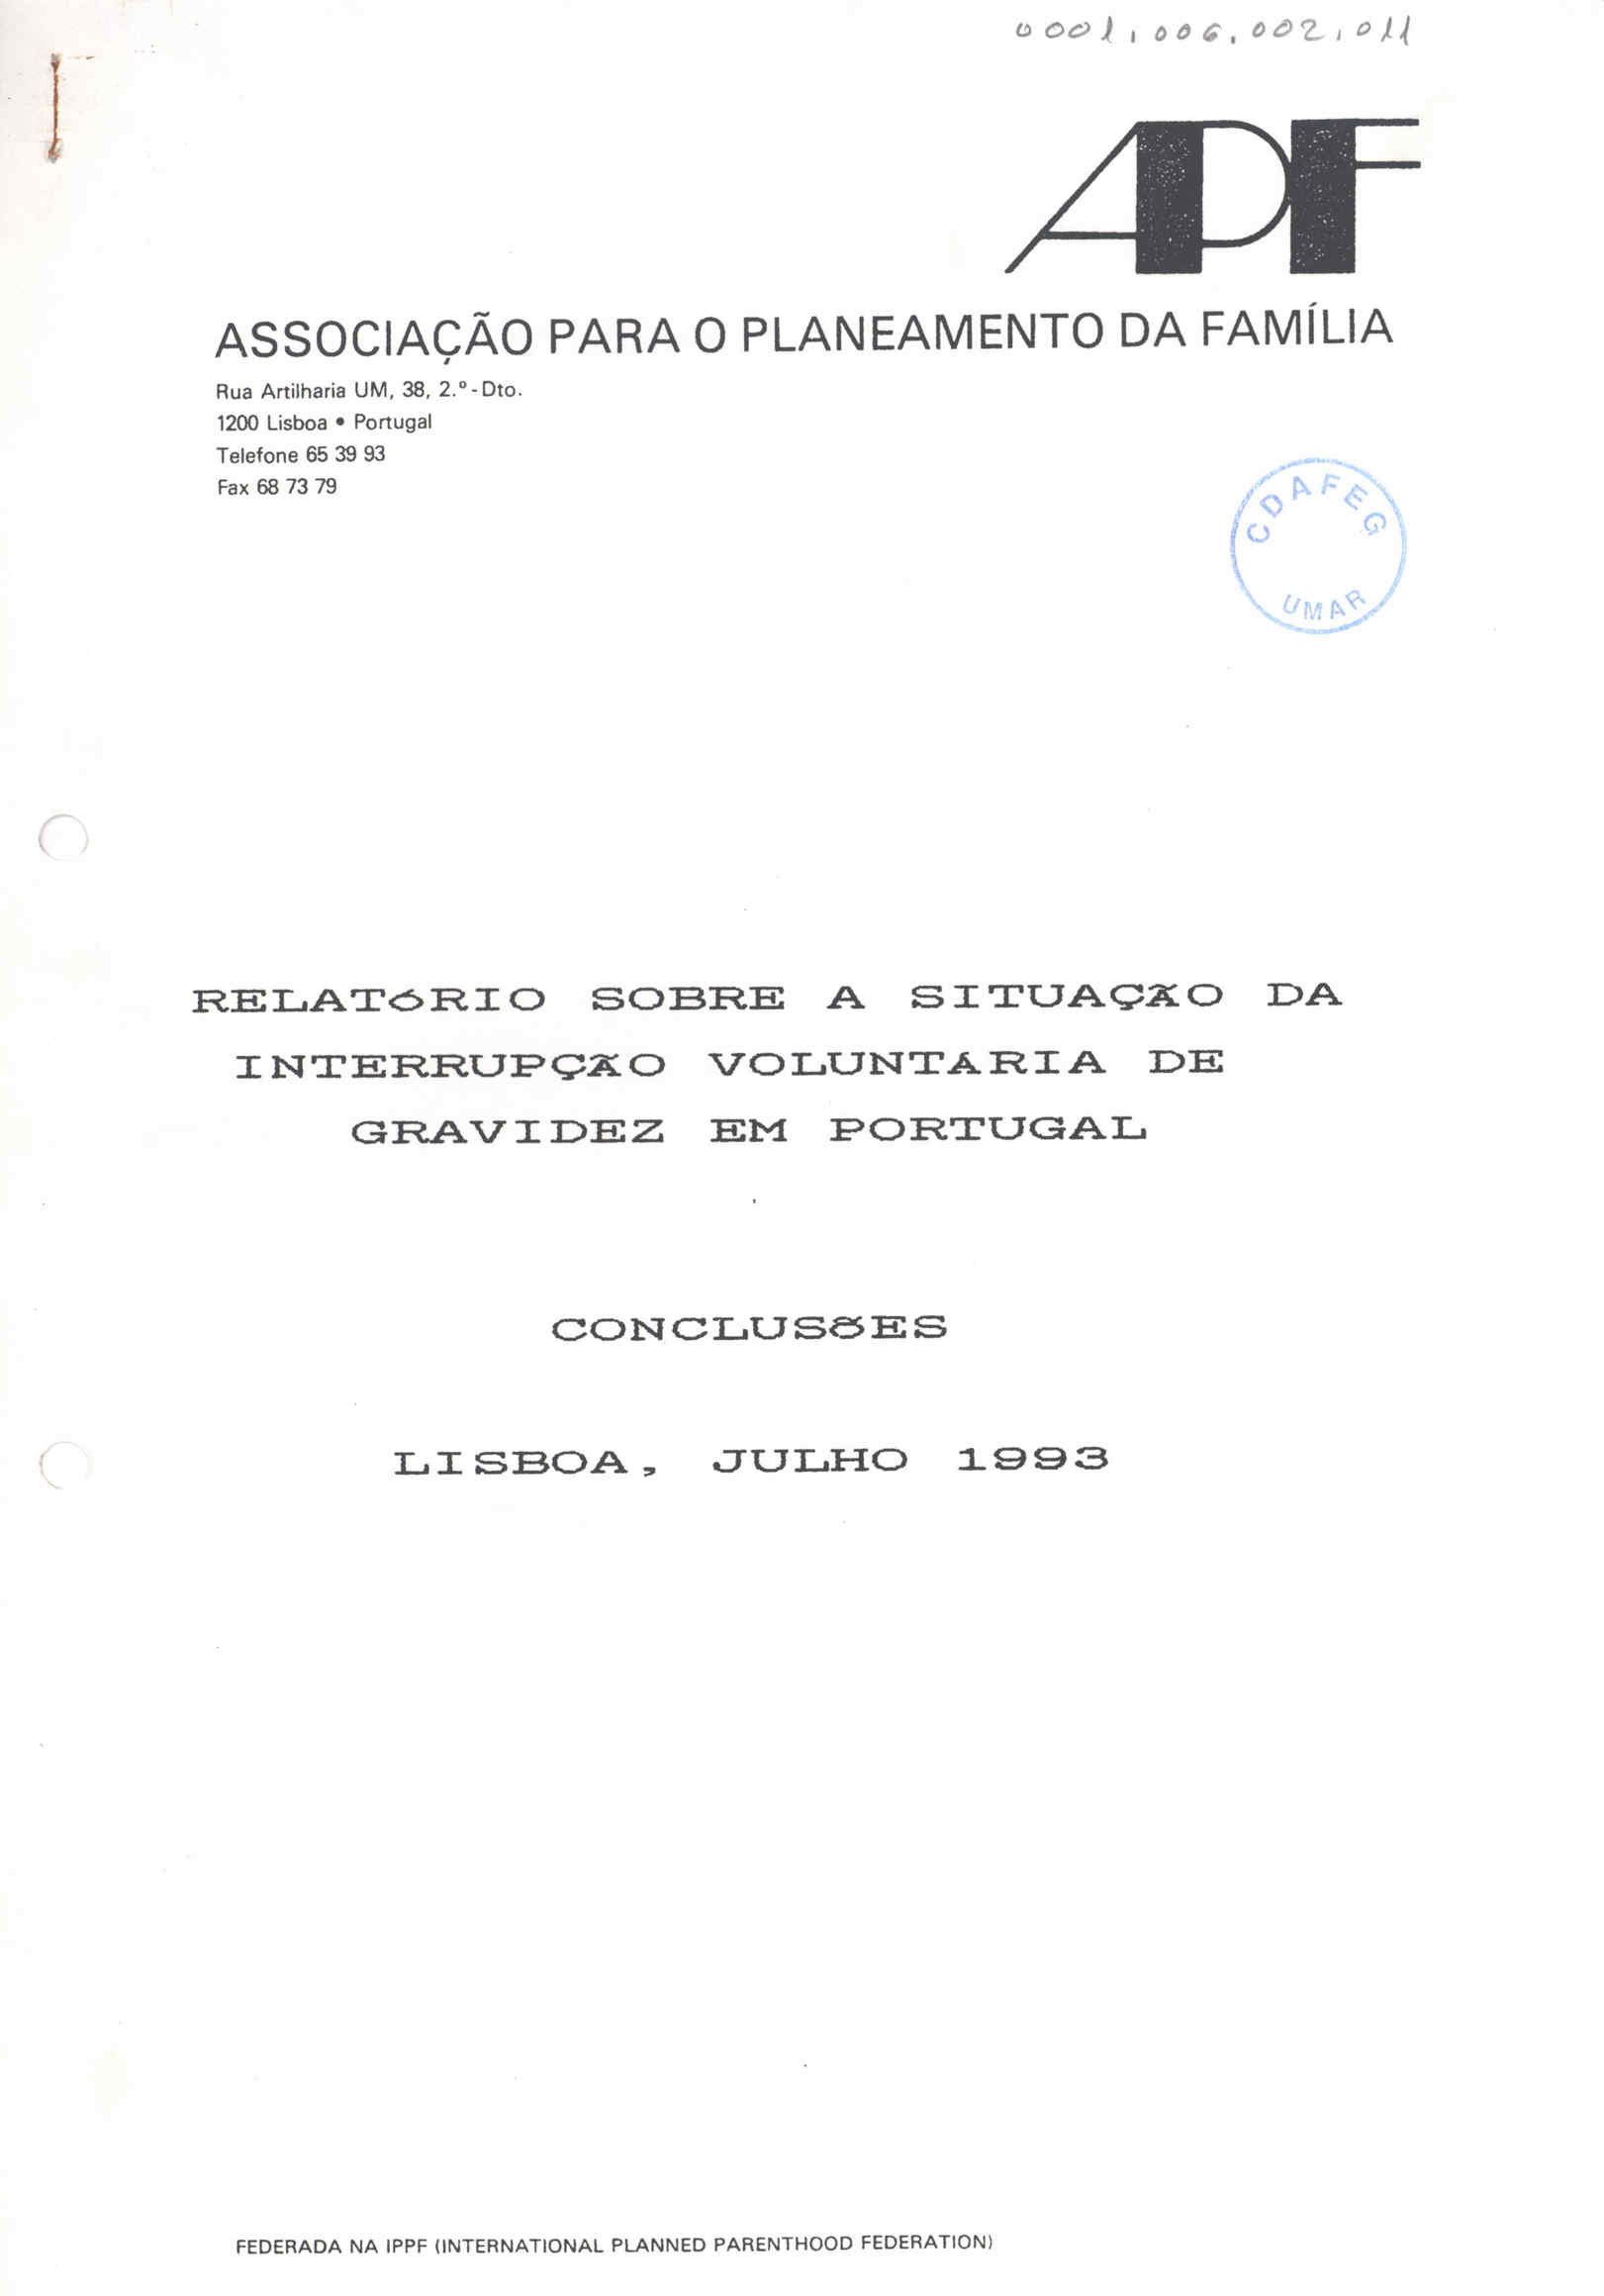 0001,006.002,011
APF
ASSOCIAÇÃO PARA O PLANEAMENTO DA FAMÍLIA
Rua Artilharia UM, 38, 2.º - Dto.
1200 Lisboa • Portugal
Telefone 65 39 93
Fax 68 73 79
CDAFEG
UMAR
RELATÓRIO SOBRE A SITUAÇÃO DA
INTERRUPÇÃO VOLUNTÁRIA DE
GRAVIDEZ EM PORTUGAL
CONCLUSÕES
LISBOA, JULHO 1993
FEDERADA NA IPPF (INTERNATIONAL PLANNED PARENTHOOD FEDERATION)